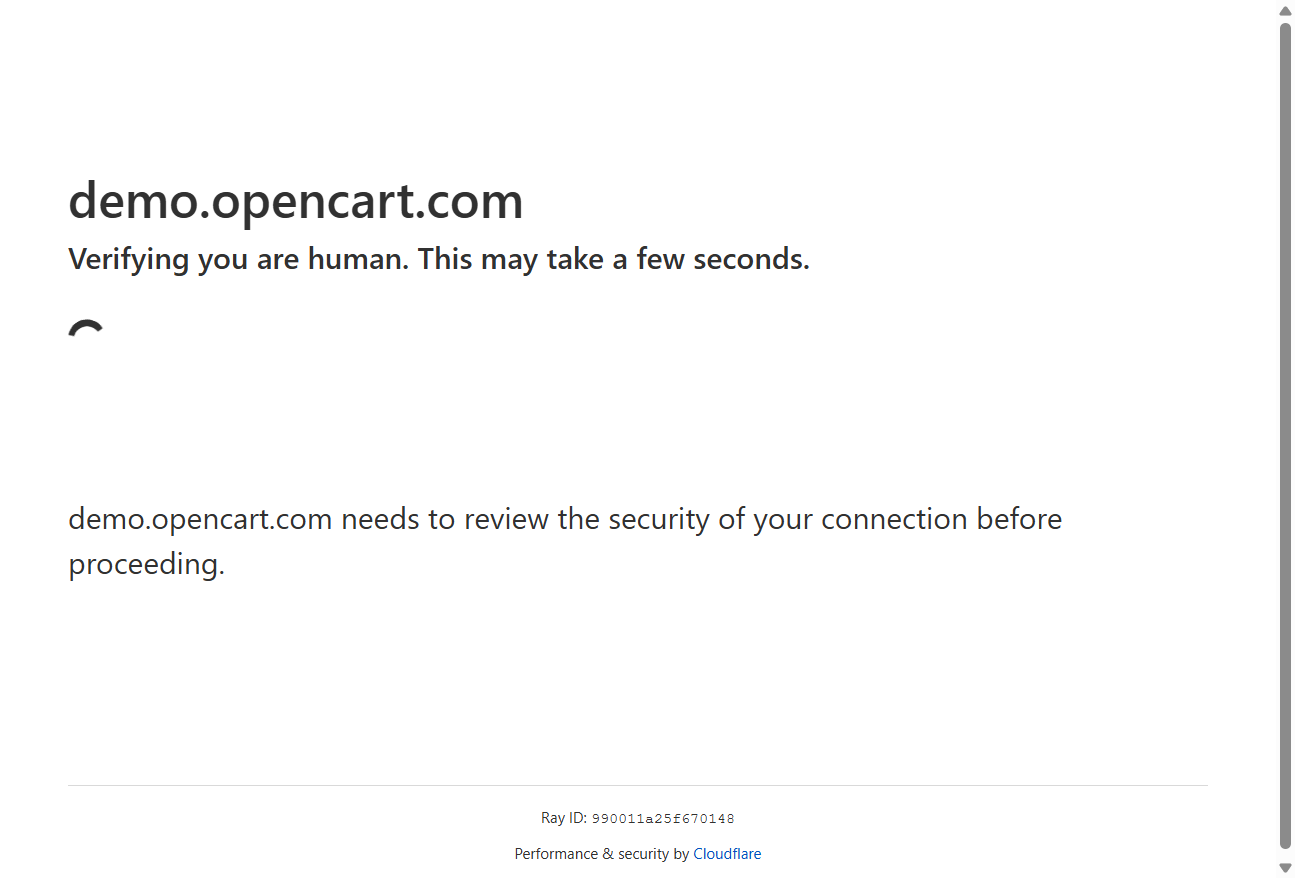 demo.opencart.com
Verifying you are human. This may take a few seconds.
demo.opencart.com needs to review the security of your connection before
proceeding.
Ray ID: 990011a25f670148
Performance & security by Cloudflare